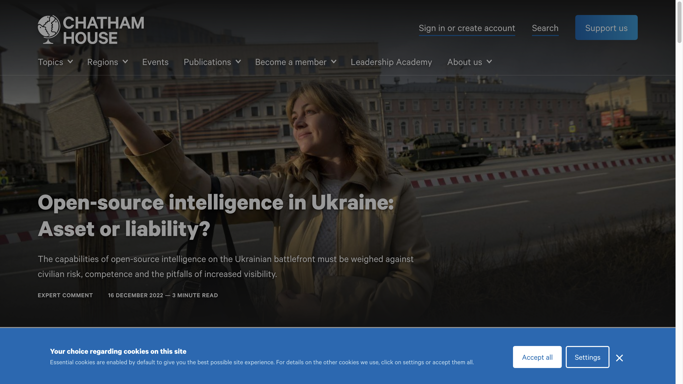 CHATHAM
HOUSE
Sign in or create account
Search
Support us
Topics
Regions
Events
Publications
Become a member
Leadership Academy
About us
Open-source intelligence in Ukraine:
Asset or liability?
The capabilities of open-source intelligence on the Ukrainian battlefront must be weighed against
civilian risk, competence and the pitfalls of increased visibility.
EXPERT COMMENT
16 DECEMBER 2022 — 3 MINUTE READ
Your choice regarding cookies on this site
Essential cookies are enabled by default to give you the best possible site experience. For details on the other cookies we use, click on settings or accept them all.
Accept all
Settings